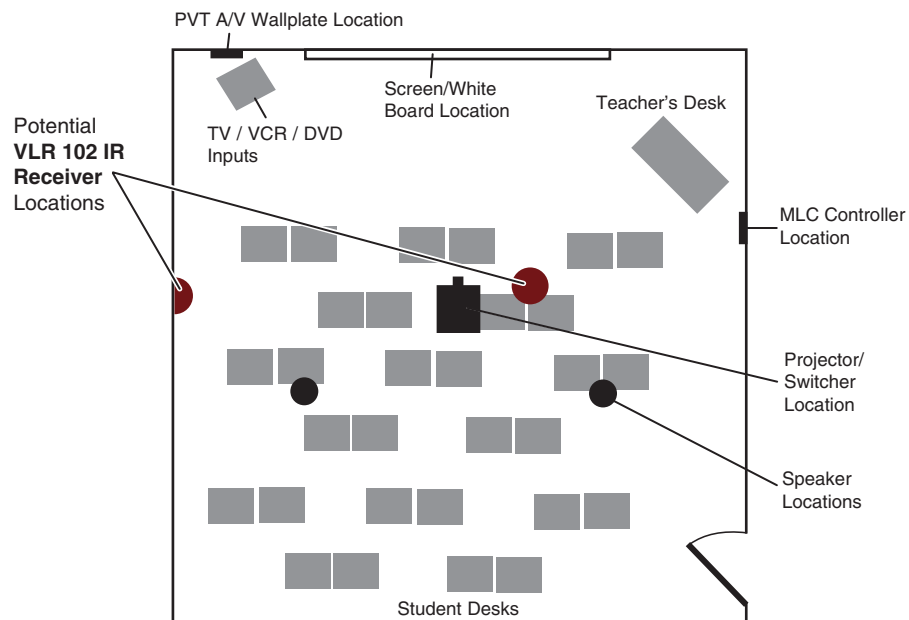 PVT A/V Wallplate Location
Screen/White
Board Location
Teacher's Desk
TV / VCR / DVD
Inputs
Potential
VLR 102 IR
Receiver
Locations
MLC Controller
Location
Projector/
Switcher
Location
Speaker
Locations
Student Desks